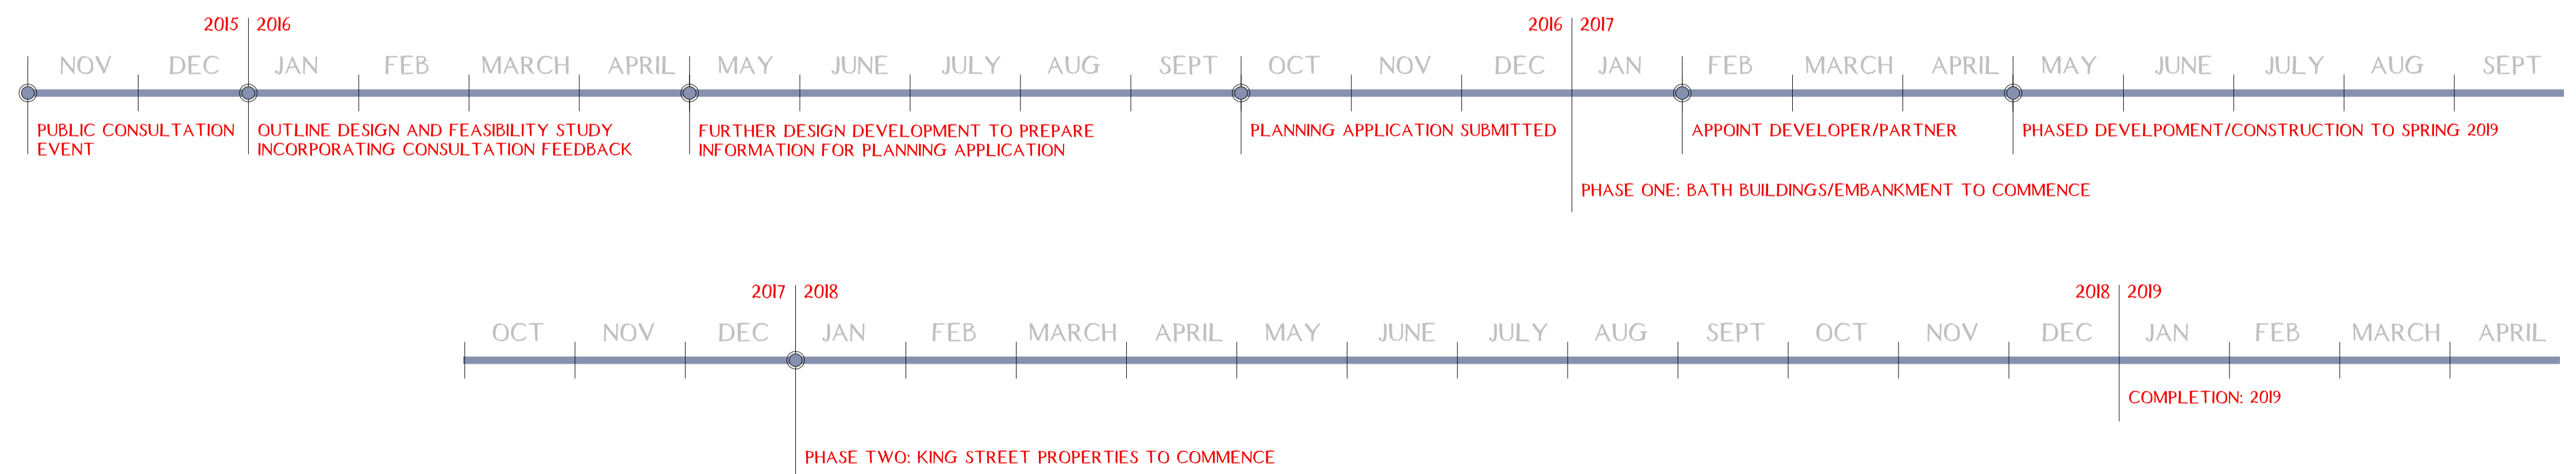 2015 2016 2016 2017
NOV DEC JAN FEB MARCH APRIL MAY JUNE JULY AUG SEPT OCT NOV DEC JAN FEB MARCH APRIL MAY JUNE JULY AUG SEPT
PUBLIC CONSULTATION
EVENT
OUTLINE DESIGN AND FEASIBILITY STUDY
INCORPORATING CONSULTATION FEEDBACK
FURTHER DESIGN DEVELOPMENT TO PREPARE
INFORMATION FOR PLANNING APPLICATION
PLANNING APPLICATION SUBMITTED
APPOINT DEVELOPER/PARTNER
PHASED DEVELPOMENT/CONSTRUCTION TO SPRING 2019
PHASE ONE: BATH BUILDINGS/EMBANKMENT TO COMMENCE
2017 2018 2018 2019
OCT NOV DEC JAN FEB MARCH APRIL MAY JUNE JULY AUG SEPT OCT NOV DEC JAN FEB MARCH APRIL
COMPLETION: 2019
PHASE TWO: KING STREET PROPERTIES TO COMMENCE